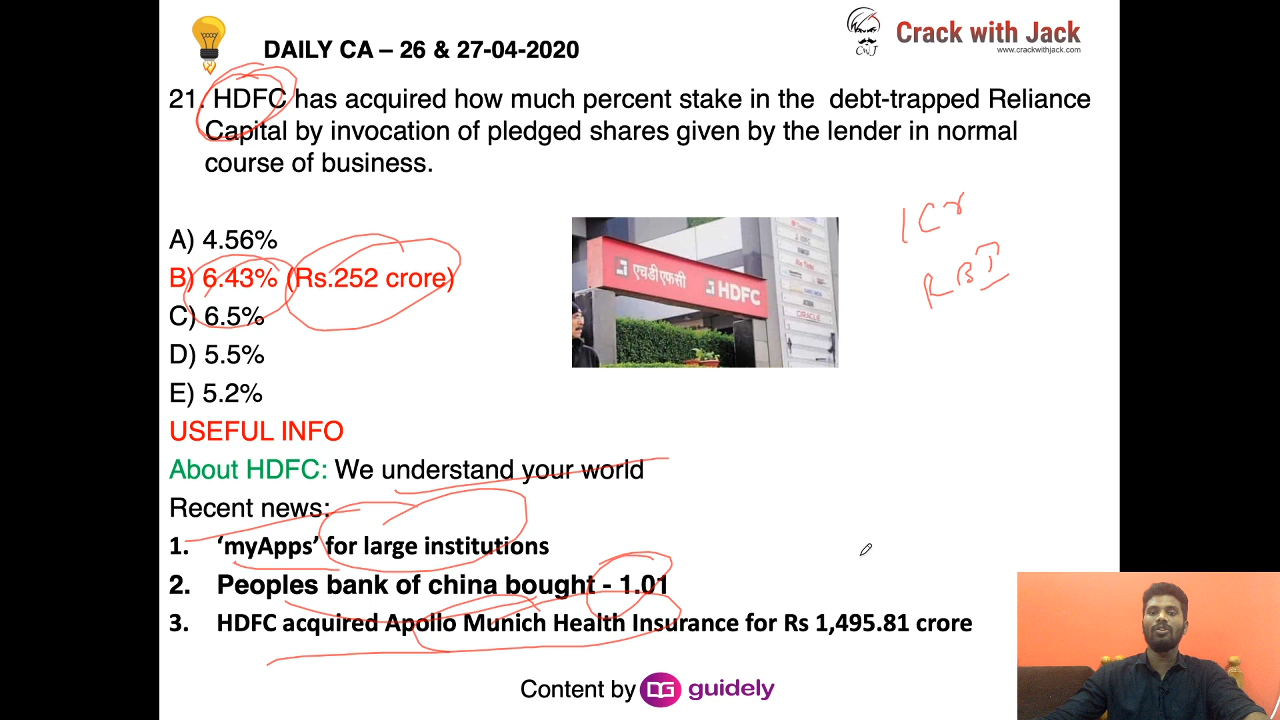 DAILY CA – 26 & 27-04-2020
Crack with Jack
www.crackwithjack.com
CWJ
21. HDFC has acquired how much percent stake in the debt-trapped Reliance
Capital by invocation of pledged shares given by the lender in normal
course of business.
A) 4.56%
B) 6.43% (Rs.252 crore)
C) 6.5%
D) 5.5%
E) 5.2%
एचडीएफसी
HDFC
ORACLE
RBI
USEFUL INFO
About HDFC: We understand your world
Recent news:
1. ‘myApps’ for large institutions
2. Peoples bank of china bought - 1.01
3. HDFC acquired Apollo Munich Health Insurance for Rs 1,495.81 crore
Content by DG guidely